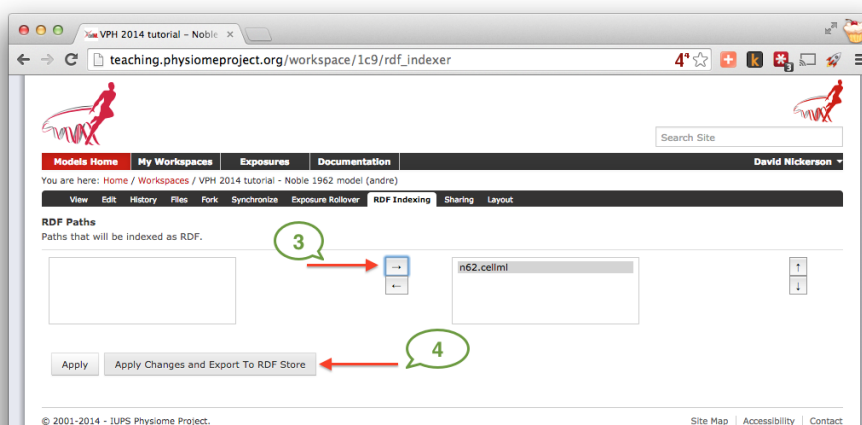 VPH 2014 tutorial – Noble ×
teaching.physiomeproject.org/workspace/1c9/rdf_indexer
4
k
3
Search Site
Models Home My Workspaces Exposures Documentation David Nickerson
You are here: Home / Workspaces / VPH 2014 tutorial - Noble 1962 model (andre)
View Edit History Files Fork Synchronize Exposure Rollover RDF Indexing Sharing Layout
RDF Paths
Paths that will be indexed as RDF.
3
→ n62.cellml ↑
← ↓
4
Apply Apply Changes and Export To RDF Store
© 2001-2014 - IUPS Physiome Project. Site Map | Accessibility | Contact